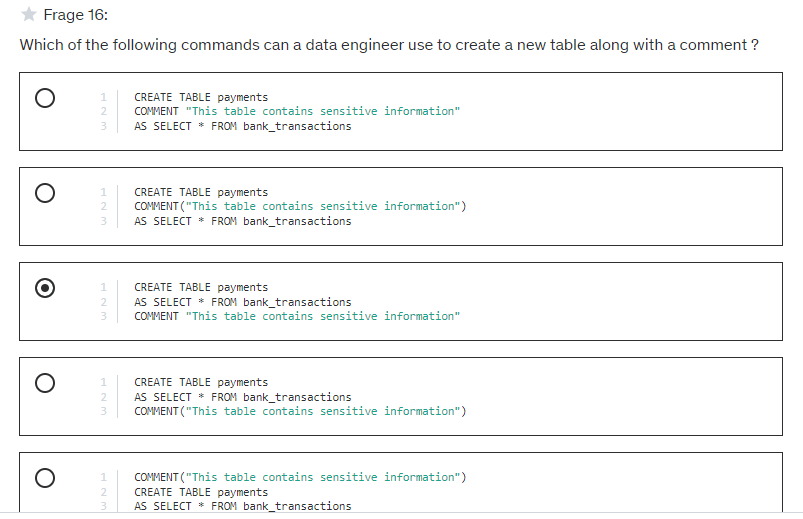 Frage 16:
Which of the following commands can a data engineer use to create a new table along with a comment ?
1 CREATE TABLE payments
2 COMMENT "This table contains sensitive information"
3 AS SELECT * FROM bank_transactions
1 CREATE TABLE payments
2 COMMENT("This table contains sensitive information")
3 AS SELECT * FROM bank_transactions
1 CREATE TABLE payments
2 AS SELECT * FROM bank_transactions
3 COMMENT "This table contains sensitive information"
1 CREATE TABLE payments
2 AS SELECT * FROM bank_transactions
3 COMMENT("This table contains sensitive information")
1 COMMENT("This table contains sensitive information")
2 CREATE TABLE payments
3 AS SELECT * FROM bank_transactions